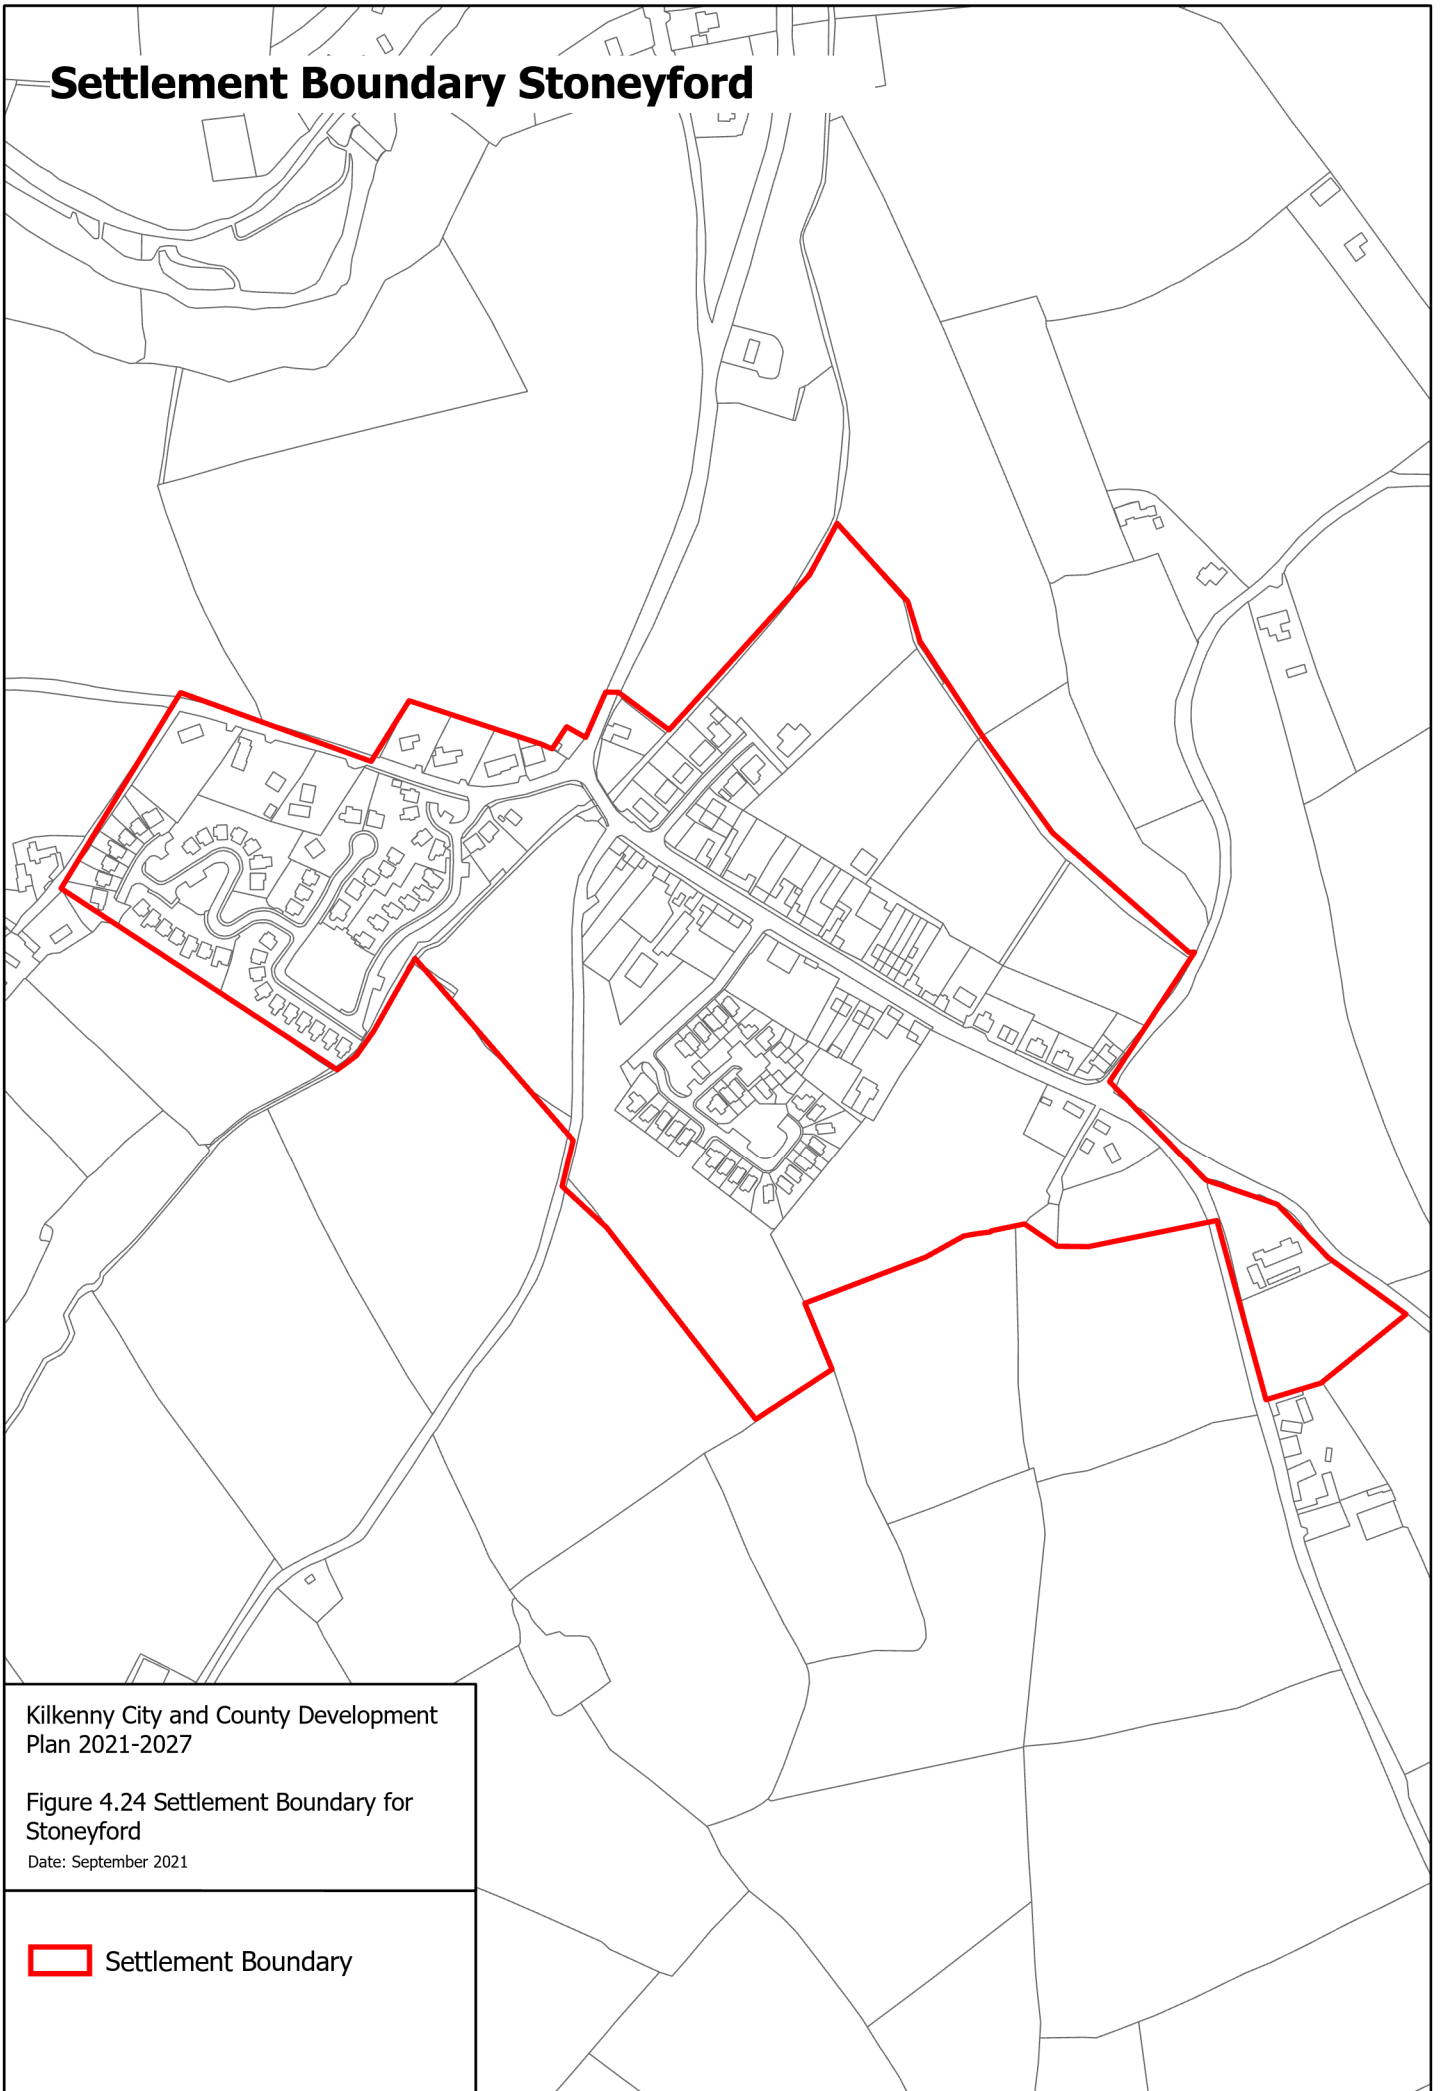 Settlement Boundary Stoneyford
Kilkenny City and County Development
Plan 2021-2027
Figure 4.24 Settlement Boundary for
Stoneyford
Date: September 2021
Settlement Boundary